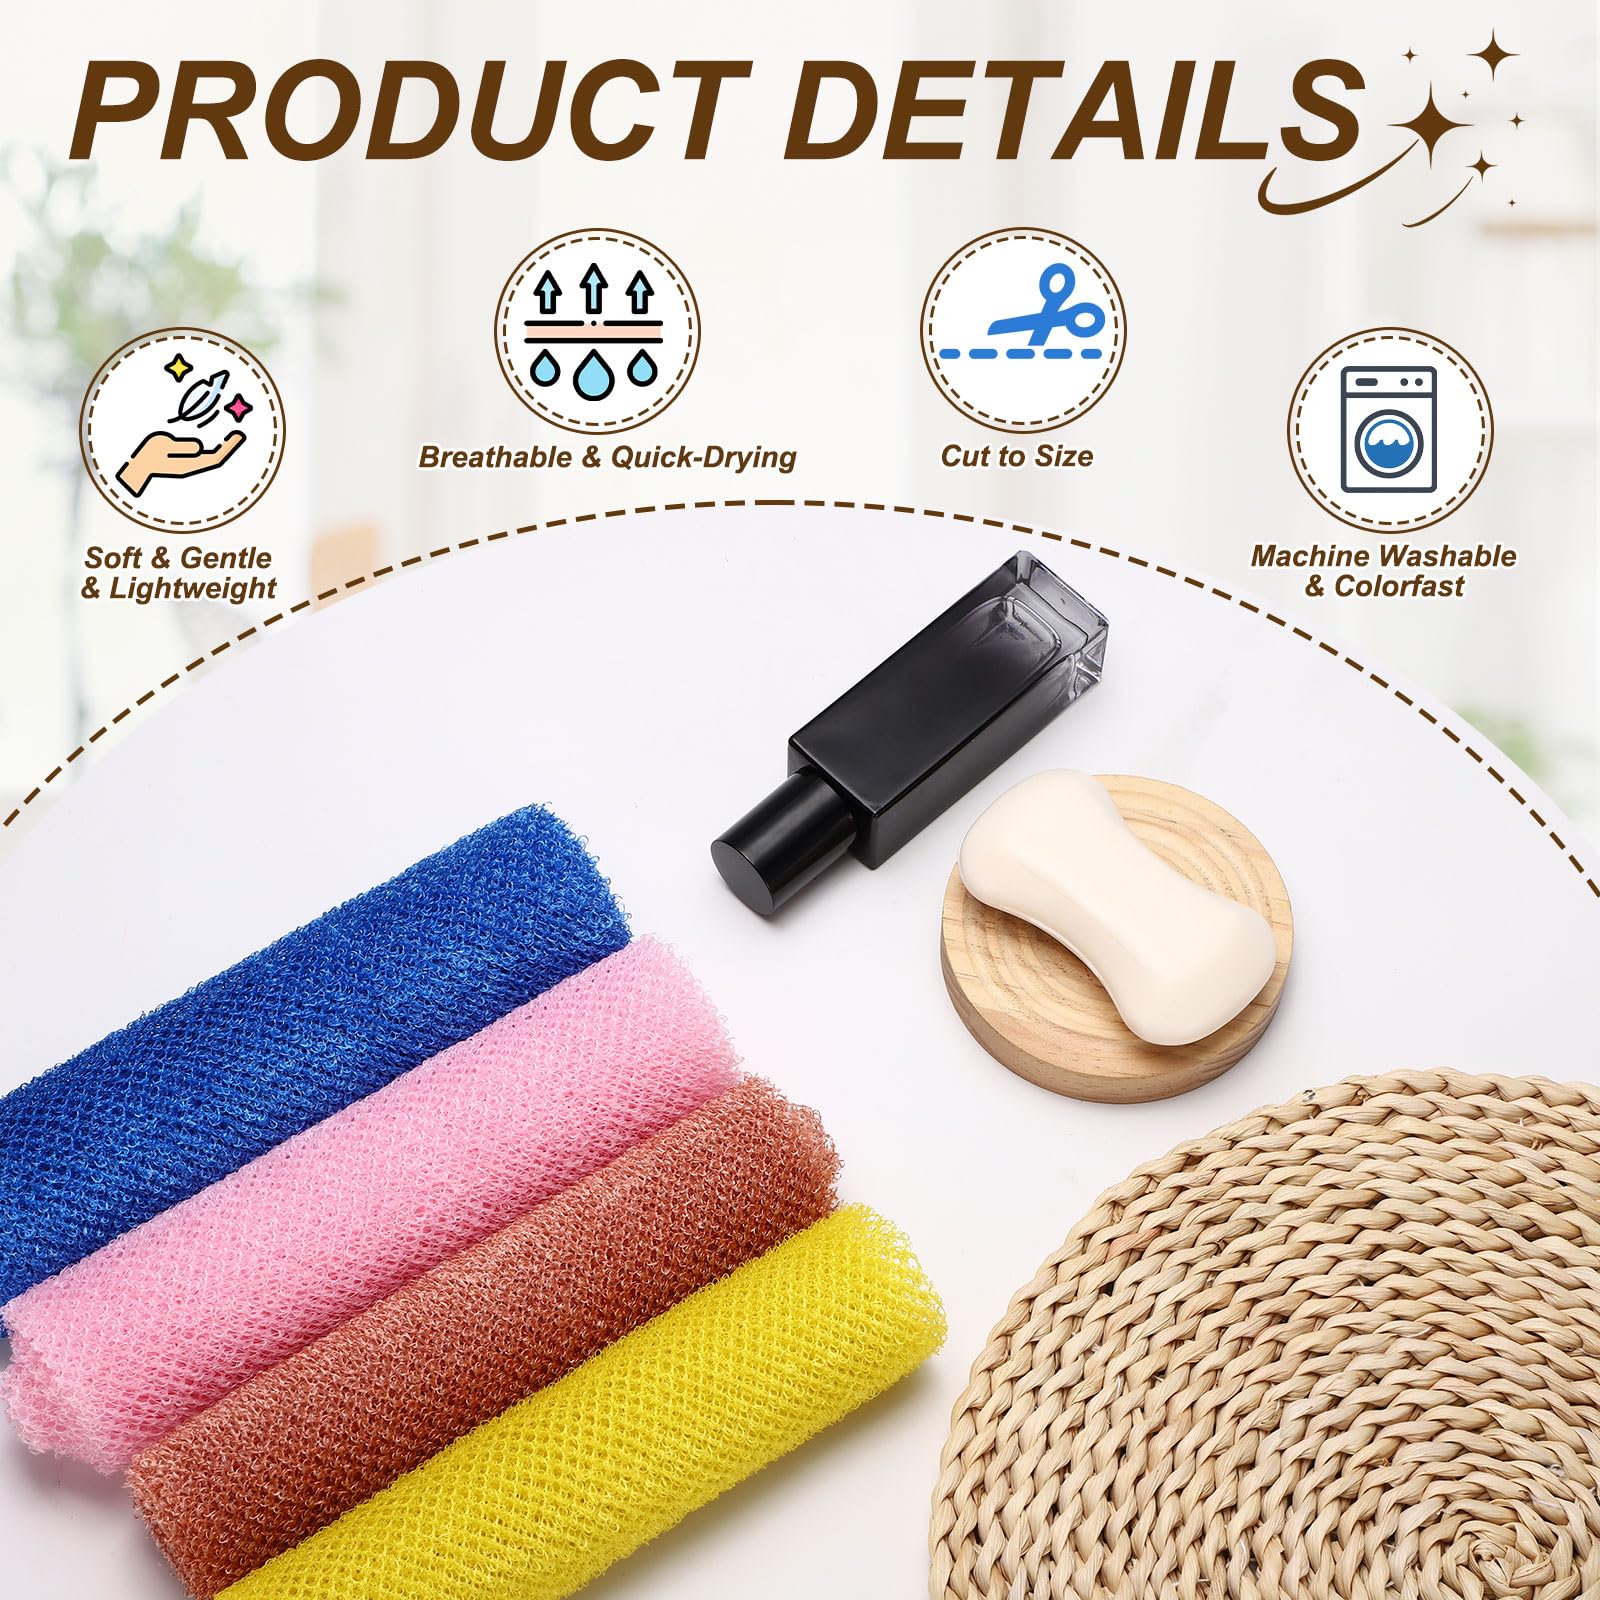 PRODUCT DETAILS
Soft & Gentle
& Lightweight
Breathable & Quick-Drying
Cut to Size
Machine Washable
& Colorfast